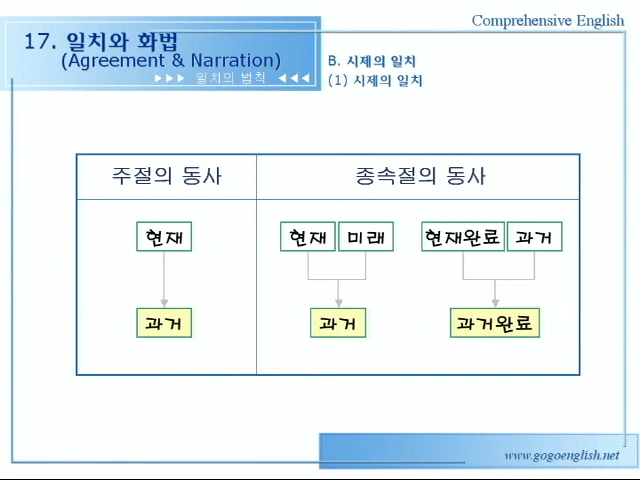 Comprehensive English
17. 일치와 화법
(Agreement & Narration)
▶▶▶ 일치의 법칙 ◀◀◀
B. 시제의 일치
(1) 시제의 일치
주절의 동사 종속절의 동사
현재 현재 미래 현재완료 과거
과거 과거 과거완료
www.gogoenglish.net